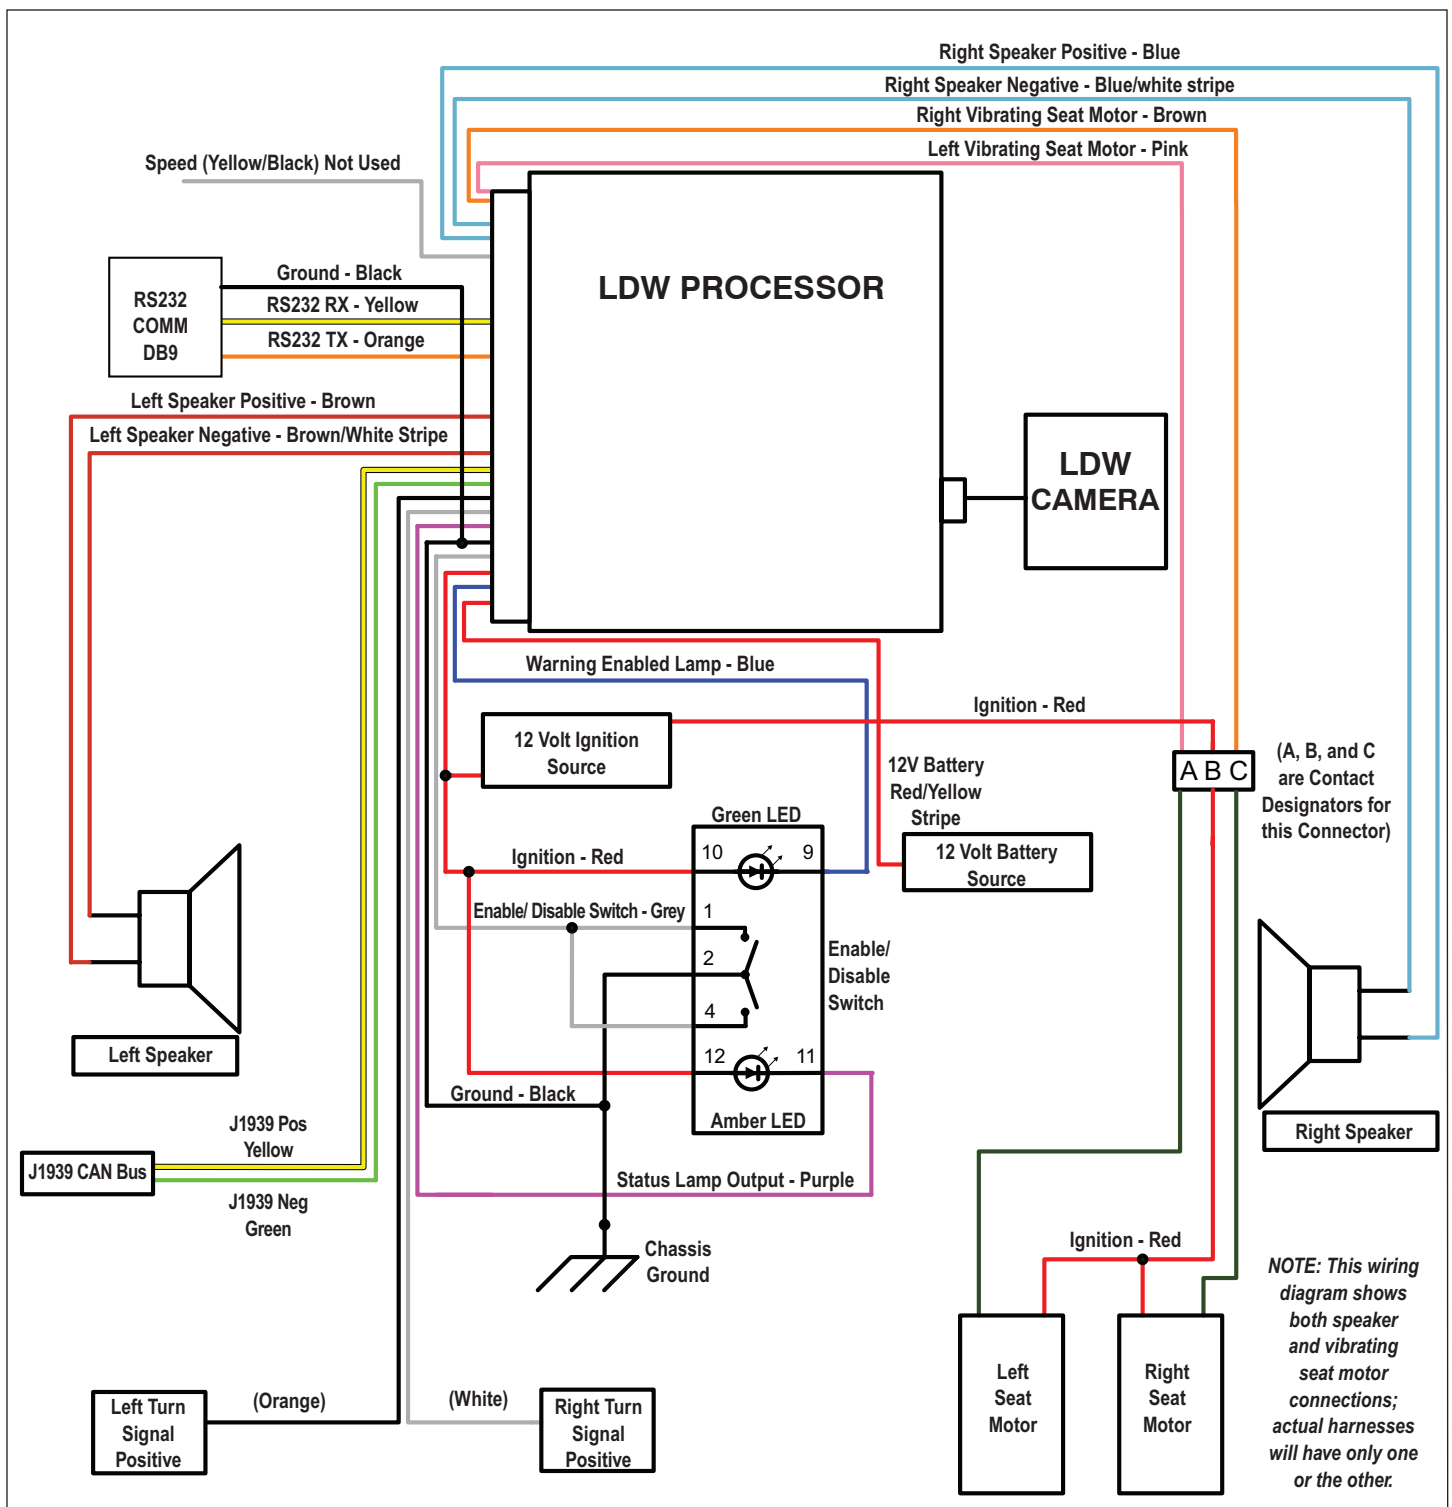 Right Speaker Positive - Blue
Right Speaker Negative - Blue/white stripe
Right Vibrating Seat Motor - Brown
Left Vibrating Seat Motor - Pink
Speed (Yellow/Black) Not Used
LDW PROCESSOR
RS232
COMM
DB9
Ground - Black
RS232 RX - Yellow
RS232 TX - Orange
Left Speaker Positive - Brown
Left Speaker Negative - Brown/White Stripe
LDW
CAMERA
Warning Enabled Lamp - Blue
Ignition - Red
12 Volt Ignition
Source
12V Battery
Red/Yellow
Stripe
A B C
(A, B, and C
are Contact
Designators for
this Connector)
Green LED
10
9
Ignition - Red
12 Volt Battery
Source
Enable/ Disable Switch - Grey
1
2
4
Enable/
Disable
Switch
12
11
Amber LED
Ground - Black
Left Speaker
Right Speaker
J1939 Pos
Yellow
J1939 CAN Bus
J1939 Neg
Green
Status Lamp Output - Purple
Chassis
Ground
Ignition - Red
Left
Seat
Motor
Right
Seat
Motor
NOTE: This wiring
diagram shows
both speaker
and vibrating
seat motor
connections;
actual harnesses
will have only one
or the other.
Left Turn
Signal
Positive
(Orange)
(White)
Right Turn
Signal
Positive